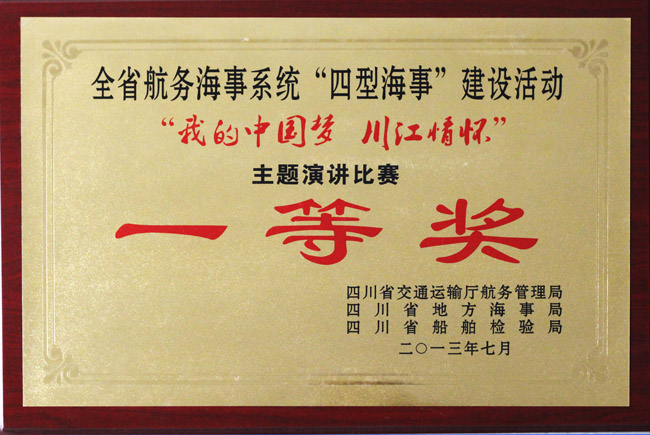 全省航务海事系统“四型海事”建设活动
“我的中国梦 川江情怀”
主题演讲比赛
一等奖
四川省交通运输厅航务管理局
四川省地方海事局
四川省船舶检验局
二〇一三年七月